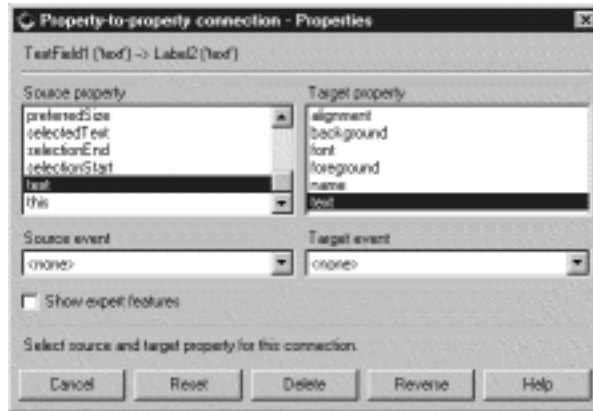 Property-to-property connection - Properties
TextField1 ('text') -> Label2 ('text')
Source property
Target property
preferredSize
selectedText
selectionEnd
selectionStart
text
this
alignment
background
font
foreground
name
text
Source event
Target event
<none>
<none>
Show expert features
Select source and target property for this connection.
Cancel
Reset
Delete
Reverse
Help